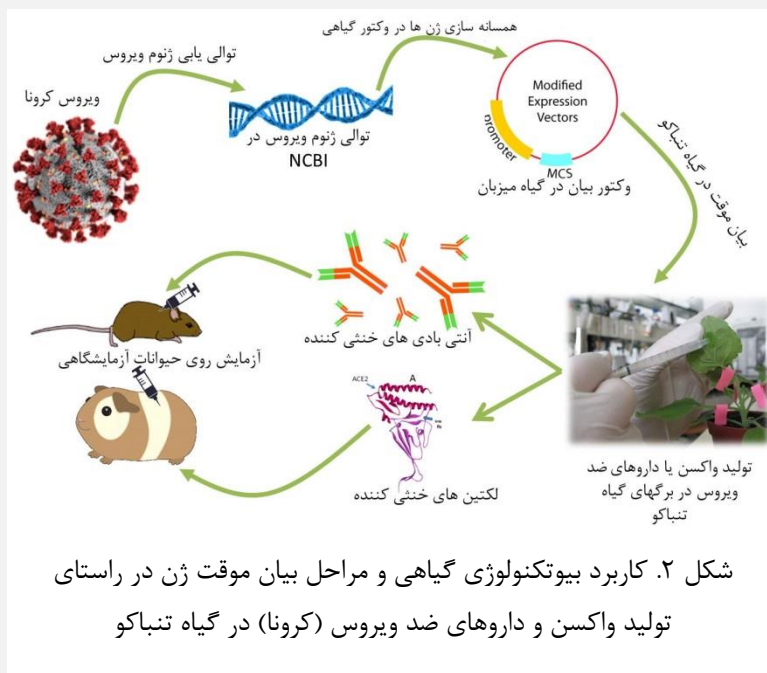 توالی یابی ژنوم ویروس
همسانه سازی ژن ها در وکتور گیاهی
ویروس کرونا
توالی ژنوم ویروس در
NCBI
Modified
Expression
Vectors
promoter
MCS
وکتور بیان در گیاه میزبان
بیان موقت در گیاه تنباکو
آنتی بادی های خنثی کننده
آزمایش روی حیوانات آزمایشگاهی
ACE2
A
لکتین های خنثی کننده
تولید واکسن یا داروهای ضد
ویروس در برگهای گیاه
تنباکو
شکل ۲. کاربرد بیوتکنولوژی گیاهی و مراحل بیان موقت ژن در راستای
تولید واکسن و داروهای ضد ویروس (کرونا) در گیاه تنباکو